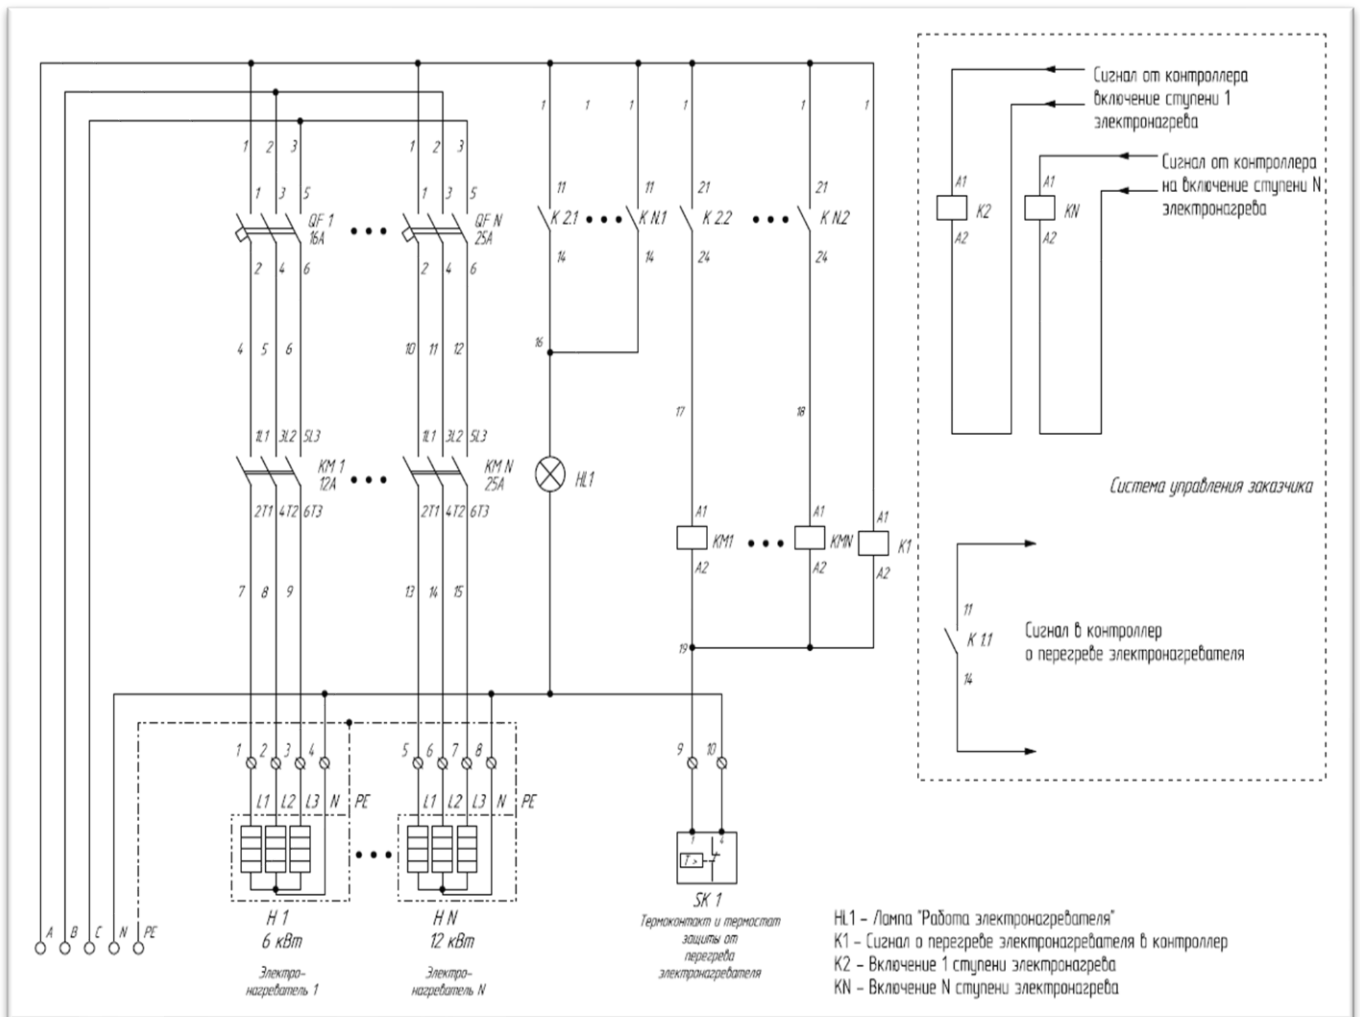 1 1 1 1 1 1
1 2 3 1 2 3
1 3 5 1 3 5
11 11 21 21
QF 1
16А
QF N
25А
K 2.1 K N.1 K 2.2 K N.2
2 4 6 2 4 6
14 14 24 24
4 5 6 10 11 12
16
17 18
1L1 3L2 5L3 1L1 3L2 5L3
KM 1
12А
KM N
25А
HL1
2T1 4T2 6T3 2T1 4T2 6T3
A1 A1 A1
KM1 KMN K1
A2 A2 A2
7 8 9 13 14 15
19
1 2 3 4 5 6 7 8 9 10
L1 L2 L3 N PE L1 L2 L3 N PE
1 4
T >
A B C N PE
H 1
6 кВт
Электро-
нагреватель 1
H N
12 кВт
Электро-
нагреватель N
SK 1
Термоконтакт и термостат
защиты от
перегрева
электронагревателя
Сигнал от контроллера
включение ступени 1
электронагрева
Сигнал от контроллера
на включение ступени N
электронагрева
A1 A1
K2 KN
A2 A2
Система управления заказчика
11
K 1.1
14
Сигнал в контроллер
о перегреве электронагревателя
HL1 – Лампа "Работа электронагревателя"
K1 – Сигнал о перегреве электронагревателя в контроллер
K2 – Включение 1 ступени электронагрева
KN – Включение N ступени электронагрева